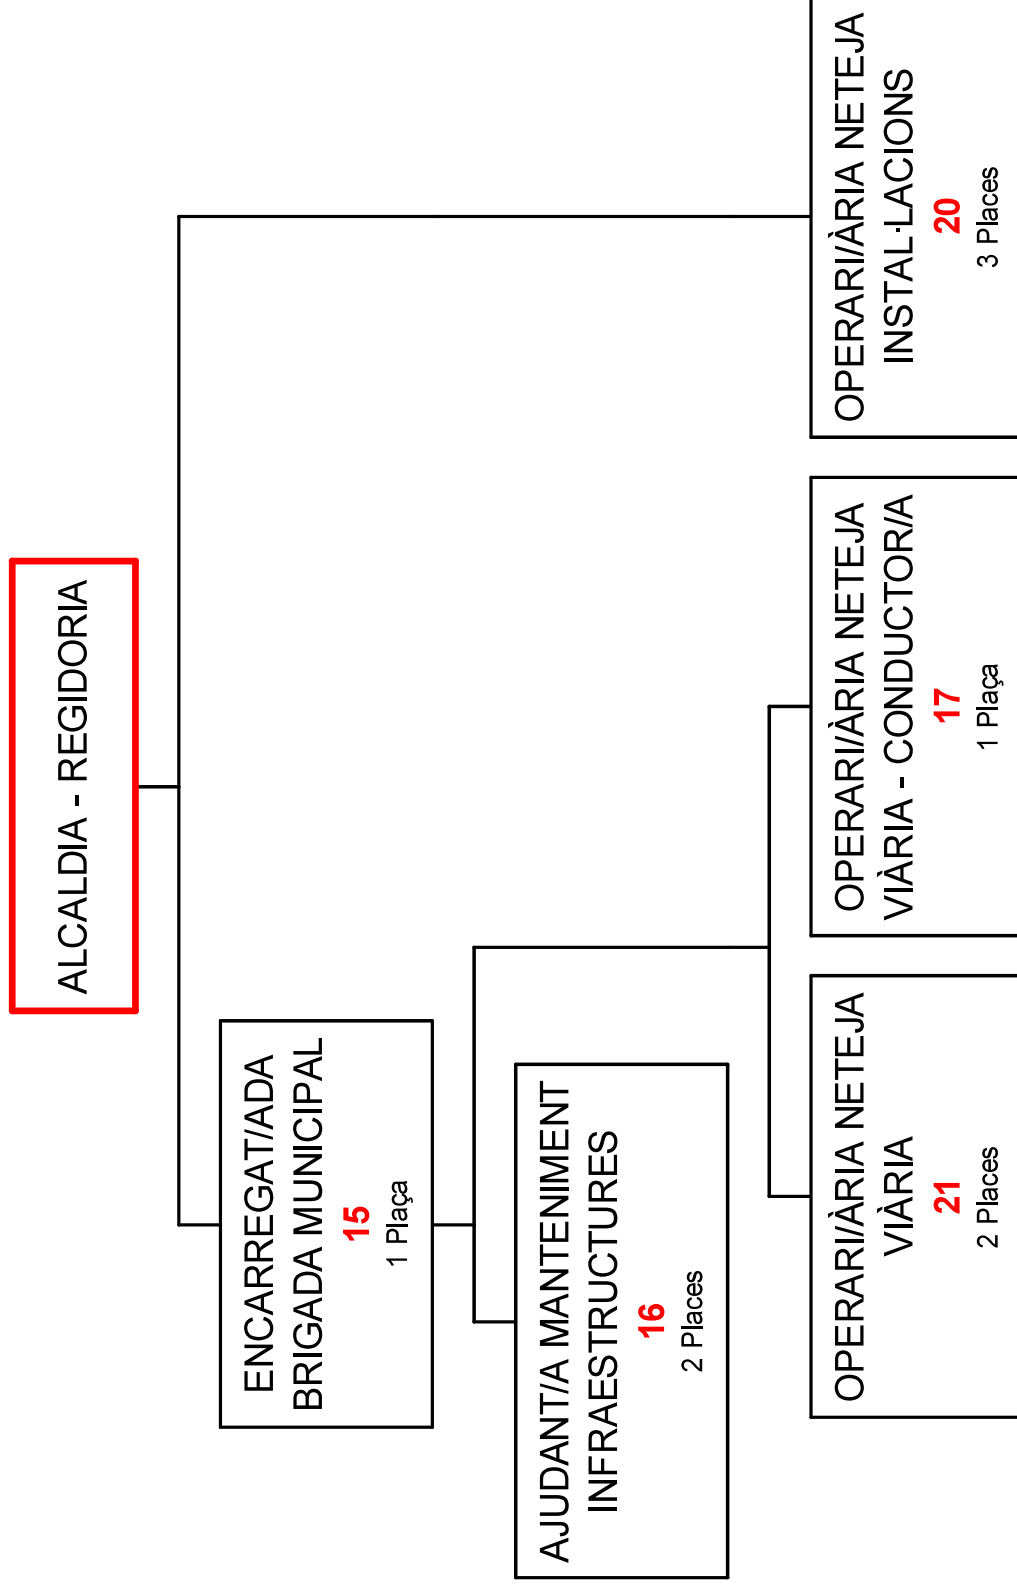 ALCALDIA - REGIDORIA
ENCARREGAT/ADA
BRIGADA MUNICIPAL
15
1 Plaça
AJUDANT/A MANTENIMENT
INFRAESTRUCTURES
16
2 Places
OPERARI/ÀRIA NETEJA
VIÀRIA
21
2 Places
OPERARI/ÀRIA NETEJA
VIÀRIA - CONDUCTOR/A
17
1 Plaça
OPERARI/ÀRIA NETEJA
INSTAL·LACIONS
20
3 Places